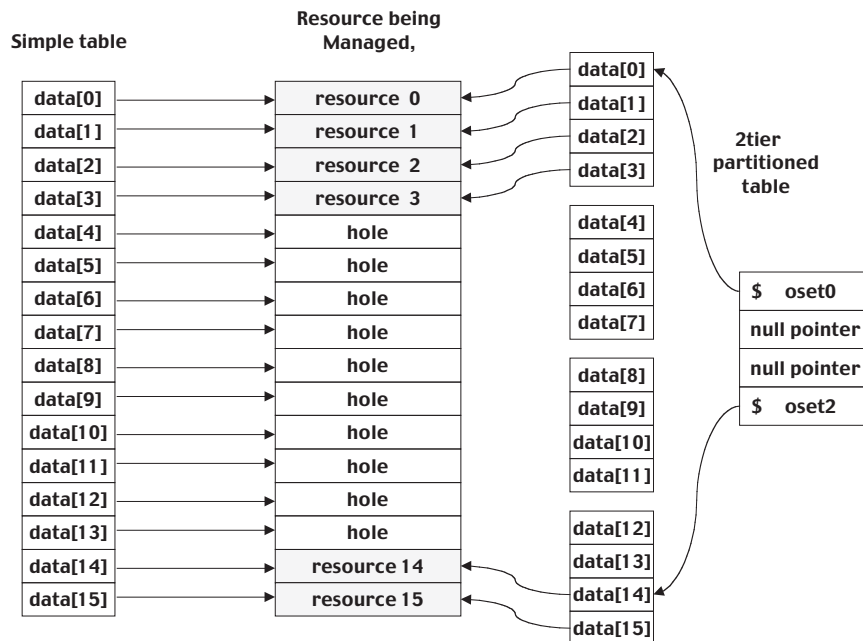 Simple table
Resource being
Managed,
data[0]
data[1]
data[2]
data[3]
data[4]
data[5]
data[6]
data[7]
data[8]
data[9]
data[10]
data[11]
data[12]
data[13]
data[14]
data[15]
resource 0
resource 1
resource 2
resource 3
hole
hole
hole
hole
hole
hole
hole
hole
hole
hole
resource 14
resource 15
data[0]
data[1]
data[2]
data[3]
data[4]
data[5]
data[6]
data[7]
data[8]
data[9]
data[10]
data[11]
data[12]
data[13]
data[14]
data[15]
2tier
partitioned
table
$ oset0
null pointer
null pointer
$ oset2